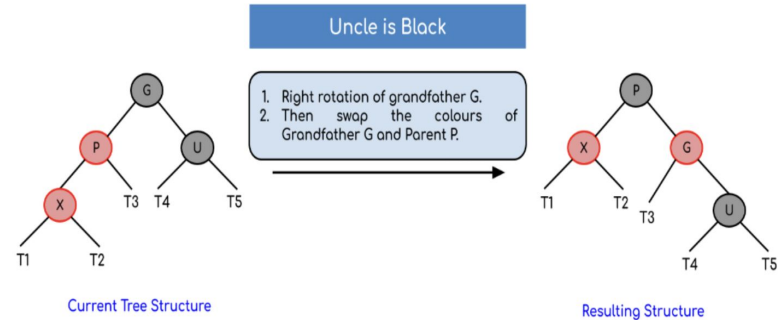 Uncle is Black
1. Right rotation of grandfather G.
2. Then swap the colours of
Grandfather G and Parent P.
G
P
U
X
T3
T4
T5
T1
T2
Current Tree Structure
P
X
G
T1
T2
T3
U
T4
T5
Resulting Structure